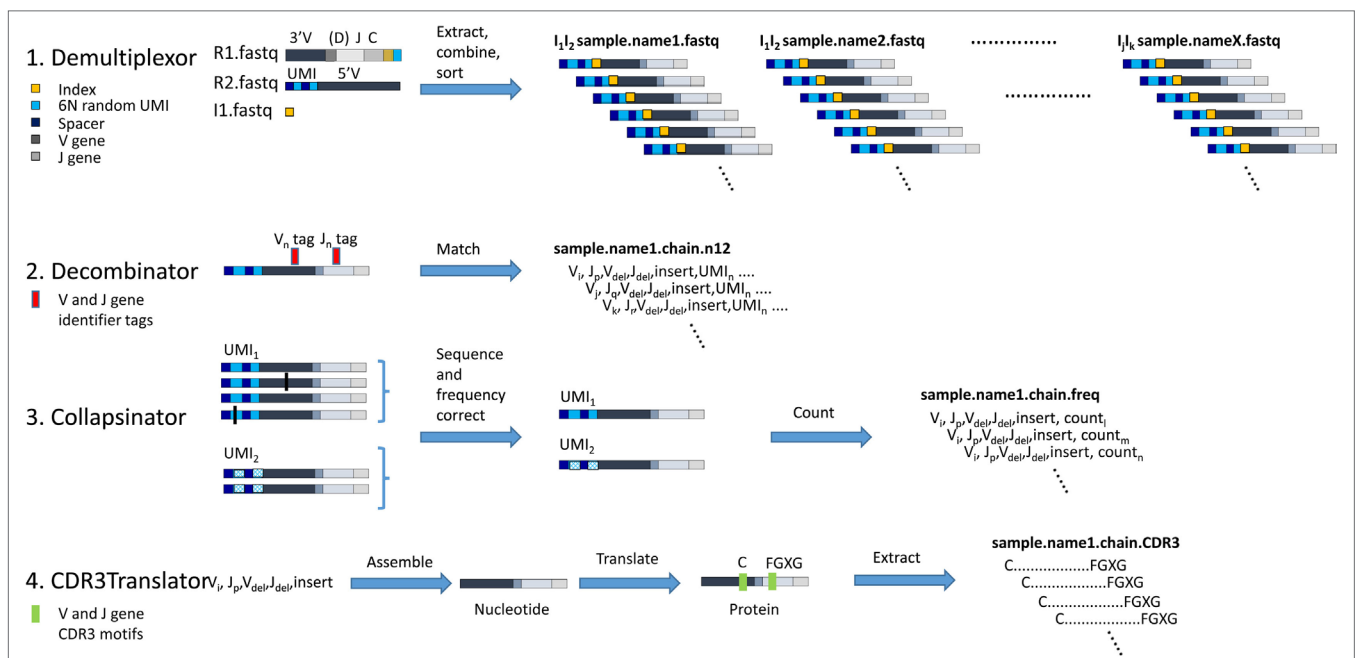 1. Demultiplexor
Index
6N random UMI
Spacer
V gene
J gene
3’V (D) J C
R1.fastq
UMI 5’V
R2.fastq
I1.fastq
Extract,
combine,
sort
I1I2 sample.name1.fastq
I1I2 sample.name2.fastq
…………….
IjIk sample.nameX.fastq
…………….
2. Decombinator
V and J gene
identifier tags
Vn tag Jn tag
Match
sample.name1.chain.n12
Vi, Jp,Vdel,Jdel,insert,UMIn ....
Vj, Jq,Vdel,Jdel,insert,UMIn ....
Vk, Jr,Vdel,Jdel,insert,UMIn ....
3. Collapsinator
UMI1
UMI2
Sequence
and
frequency
correct
UMI1
UMI2
Count
sample.name1.chain.freq
Vi, Jp,Vdel,Jdel,insert, countl
Vi, Jp,Vdel,Jdel,insert, countm
Vi, Jp,Vdel,Jdel,insert, countn
4. CDR3Translator
V and J gene
CDR3 motifs
Vi, Jp,Vdel,Jdel,insert
Assemble
Nucleotide
Translate
C FGXG
Protein
Extract
sample.name1.chain.CDR3
C....................FGXG
C....................FGXG
C....................FGXG
C....................FGXG